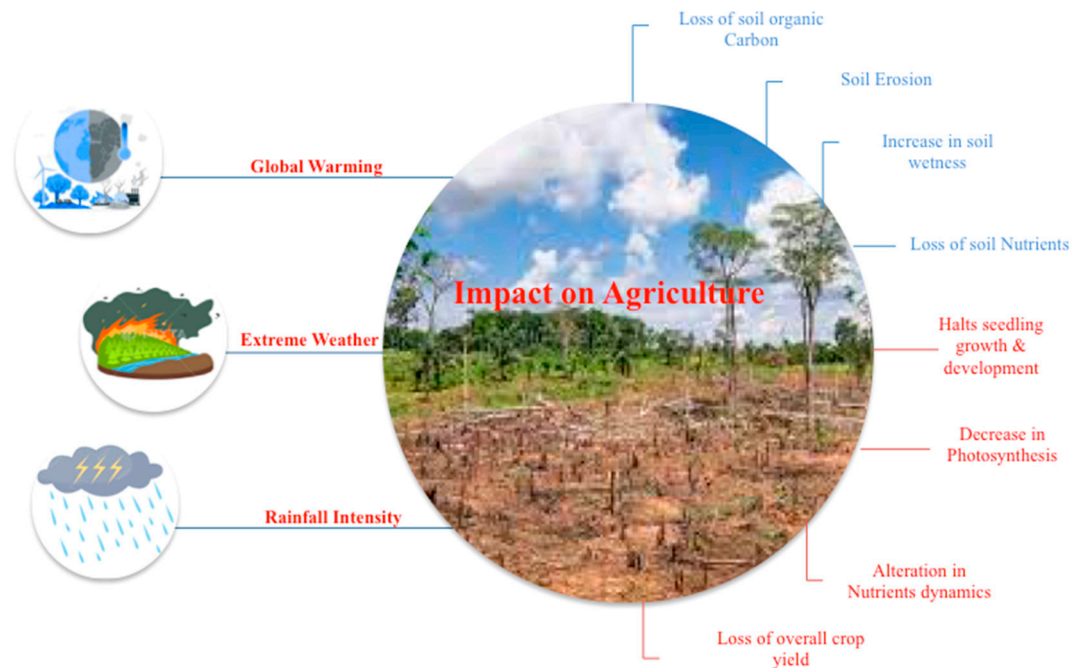 Loss of soil organic
Carbon
Soil Erosion
Increase in soil
wetness
Global Warming
Loss of soil Nutrients
Impact on Agriculture
Extreme Weather
Halts seedling
growth &
development
Decrease in
Photosynthesis
Rainfall Intensity
Alteration in
Nutrients dynamics
Loss of overall crop
yield